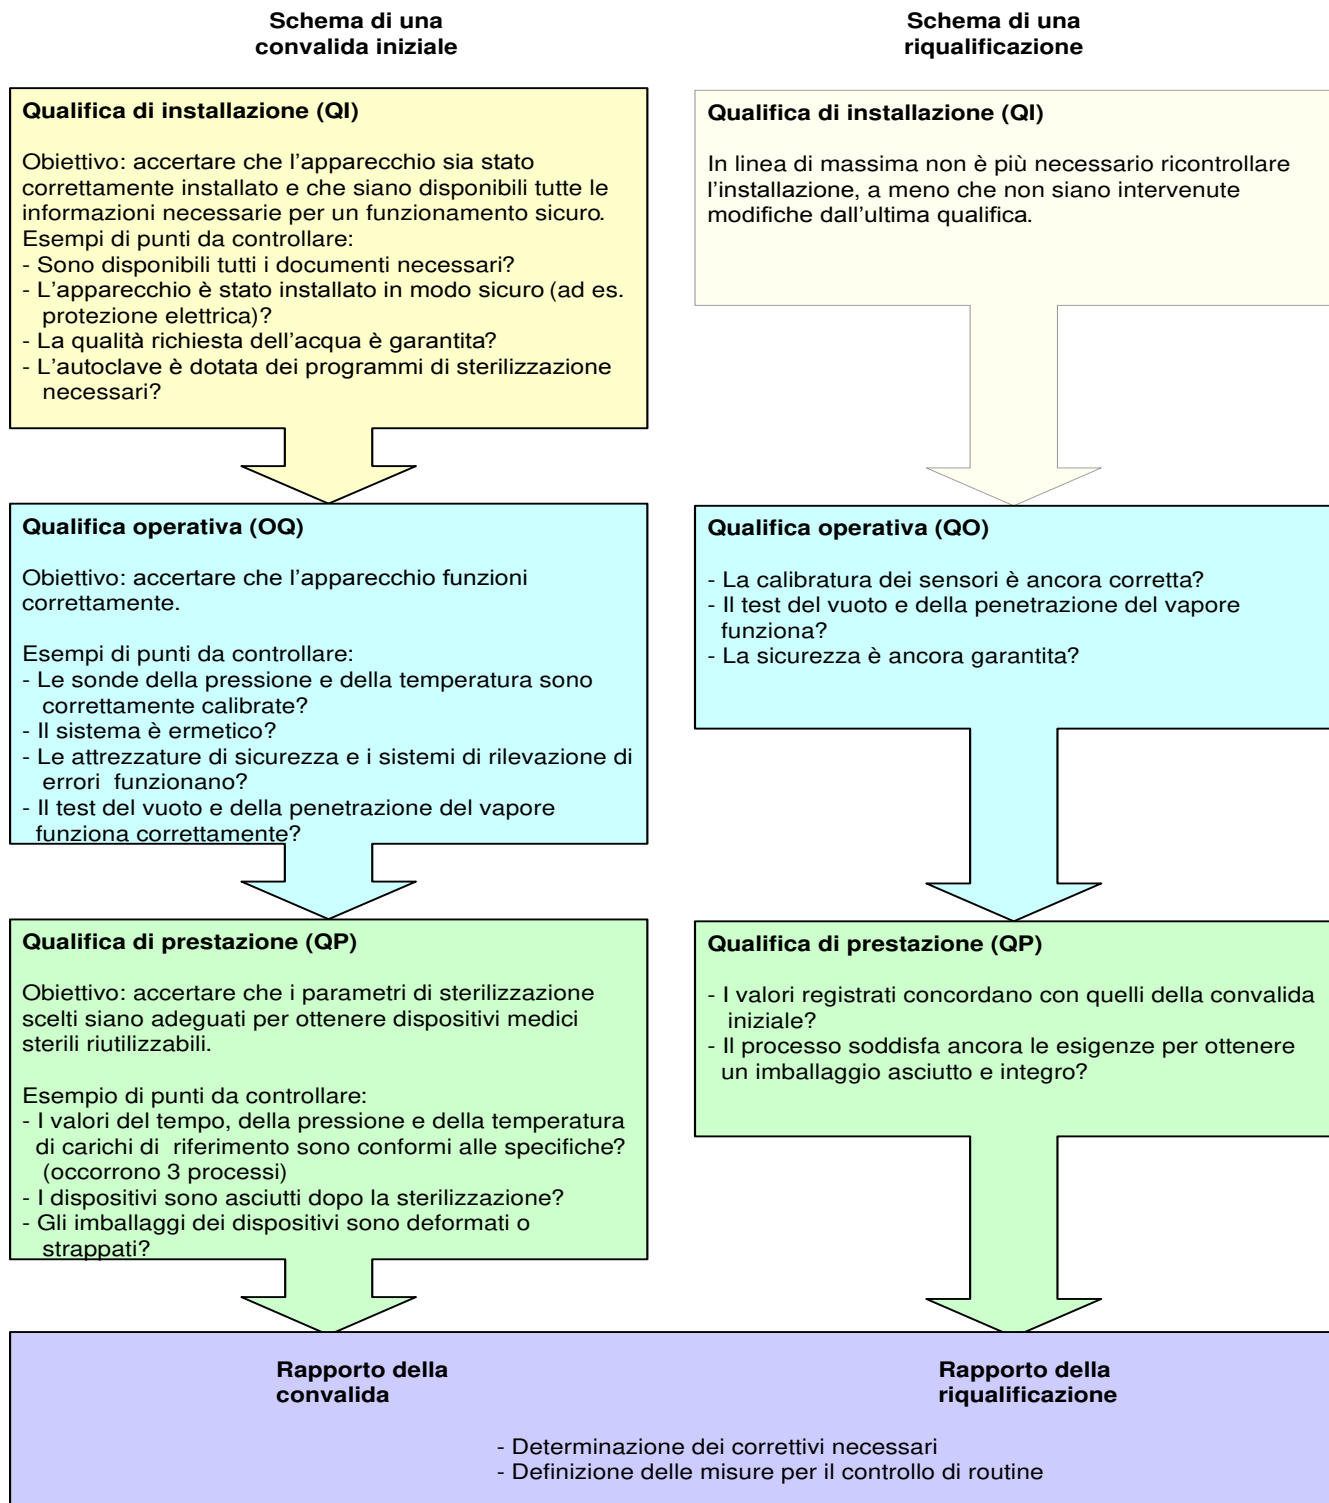 Schema di una
convalida iniziale
Qualifica di installazione (QI)
Obiettivo: accertare che l'apparecchio sia stato
correttamente installato e che siano disponibili tutte le
informazioni necessarie per un funzionamento sicuro.
Esempi di punti da controllare:
- Sono disponibili tutti i documenti necessari?
- L'apparecchio è stato installato in modo sicuro (ad es.
protezione elettrica)?
- La qualità richiesta dell'acqua è garantita?
- L'autoclave è dotata dei programmi di sterilizzazione
necessari?
Qualifica operativa (OQ)
Obiettivo: accertare che l'apparecchio funzioni
correttamente.
Esempi di punti da controllare:
- Le sonde della pressione e della temperatura sono
correttamente calibrate?
- Il sistema è ermetico?
- Le attrezzature di sicurezza e i sistemi di rilevazione di
errori funzionano?
- Il test del vuoto e della penetrazione del vapore
funziona correttamente?
Qualifica di prestazione (QP)
Obiettivo: accertare che i parametri di sterilizzazione
scelti siano adeguati per ottenere dispositivi medici
sterili riutilizzabili.
Esempio di punti da controllare:
- I valori del tempo, della pressione e della temperatura
di carichi di riferimento sono conformi alle specifiche?
(occorrono 3 processi)
- I dispositivi sono asciutti dopo la sterilizzazione?
- Gli imballaggi dei dispositivi sono deformati o
strappati?
Schema di una
riqualificazione
Qualifica di installazione (QI)
In linea di massima non è più necessario ricontrollare
l'installazione, a meno che non siano intervenute
modifiche dall'ultima qualifica.
Qualifica operativa (QO)
- La calibratura dei sensori è ancora corretta?
- Il test del vuoto e della penetrazione del vapore
funziona?
- La sicurezza è ancora garantita?
Qualifica di prestazione (QP)
- I valori registrati concordano con quelli della convalida
iniziale?
- Il processo soddisfa ancora le esigenze per ottenere
un imballaggio asciutto e integro?
Rapporto della
convalida
Rapporto della
riqualificazione
- Determinazione dei correttivi necessari
- Definizione delle misure per il controllo di routine